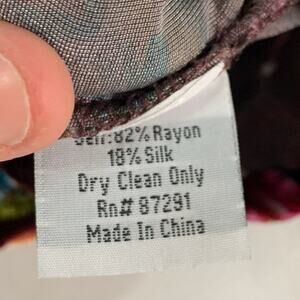 Self:82% Rayon
18% Silk
Dry Clean Only
Rn# 87291
Made In China